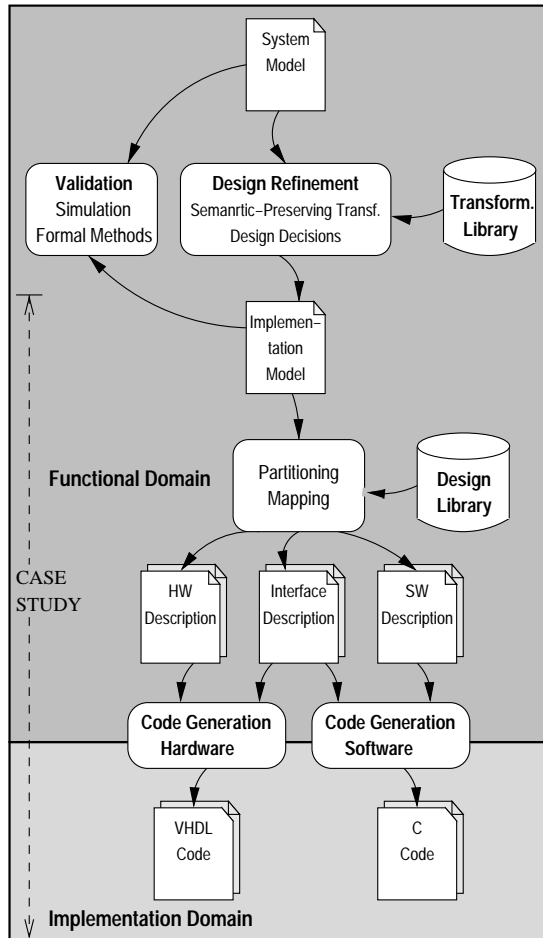 System
Model
Validation
Simulation
Formal Methods
Design Refinement
Semanrtic−Preserving Transf.
Design Decisions
Transform.
Library
Implemen−
tation
Model
Functional Domain
Partitioning
Mapping
Design
Library
CASE
STUDY
HW
Description
Interface
Description
SW
Description
Code Generation
Hardware
Code Generation
Software
VHDL
Code
C
Code
Implementation Domain